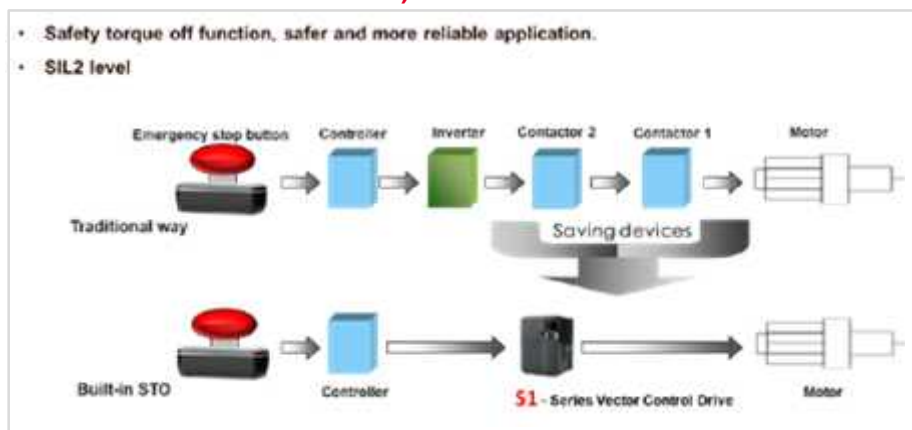 • Safety torque off function, safer and more reliable application.
• SIL2 level
Emergency stop button Controller Inverter Contactor 2 Contactor 1 Motor
Traditional way
Saving devices
Built-in STO
Controller S1 - Series Vector Control Drive Motor